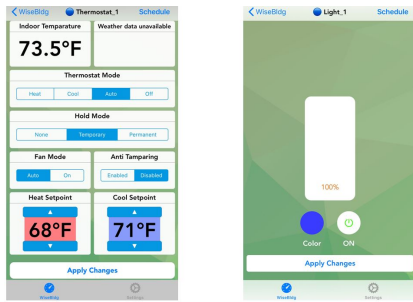 WiseBldg Thermostat_1 Schedule
Indoor Temparature Weather data unavailable
73.5°F
Thermostat Mode
Heat Cool Auto Off
Hold Mode
None Temporary Permanent
Fan Mode Anti Tamparing
Auto On Enabled Disabled
Heat Setpoint Cool Setpoint
68°F 71°F
Apply Changes
WiseBldg Settings
WiseBldg Light_1 Schedule
100%
Color ON
Apply Changes
WiseBldg Settings